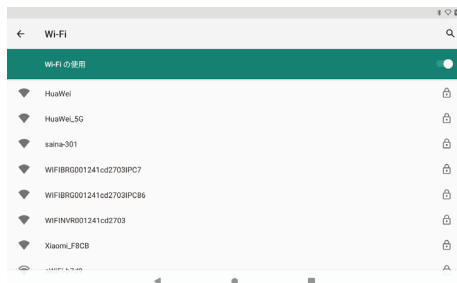 Wi-Fi
Wi-Fi の使用
HuaWei
HuaWei_5G
saina-301
WIFIBRG001241cd2703IPC7
WIFIBRG001241cd2703IPC86
WIFINVR001241cd2703
Xiaomi_F8CB